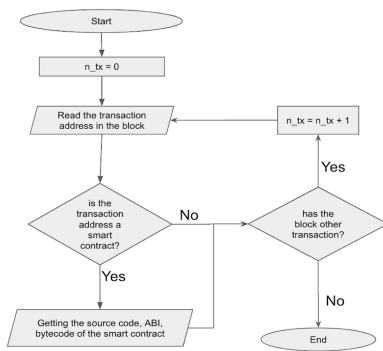 Start
n_tx = 0
Read the transaction
address in the block
n_tx = n_tx + 1
Yes
is the
transaction
address a
smart
contract?
No
has the
block other
transaction?
Yes
No
Getting the source code, ABI,
bytecode of the smart contract
End